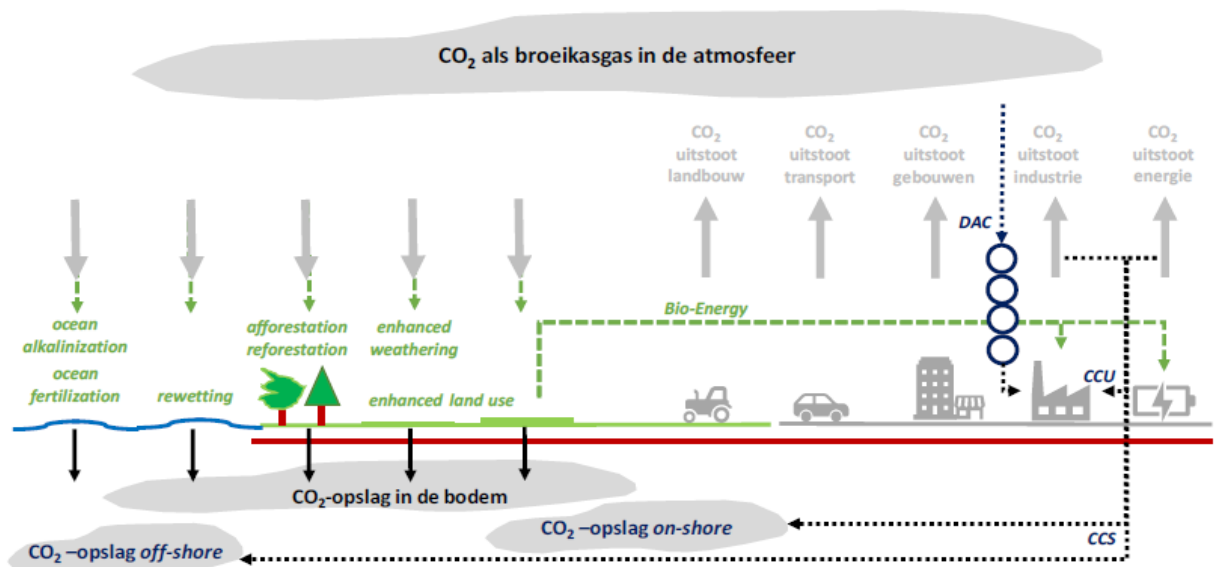 CO₂ als broeikasgas in de atmosfeer
CO₂
uitstoot
landbouw
CO₂
uitstoot
transport
CO₂
uitstoot
gebouwen
CO₂
uitstoot
industrie
CO₂
uitstoot
energie
DAC
ocean
alkalinization
ocean
fertilization
rewetting
afforestation
reforestation
enhanced
weathering
enhanced land use
Bio-Energy
CCU
CO₂-opslag in de bodem
CO₂ –opslag on-shore
CCS
CO₂ –opslag off-shore